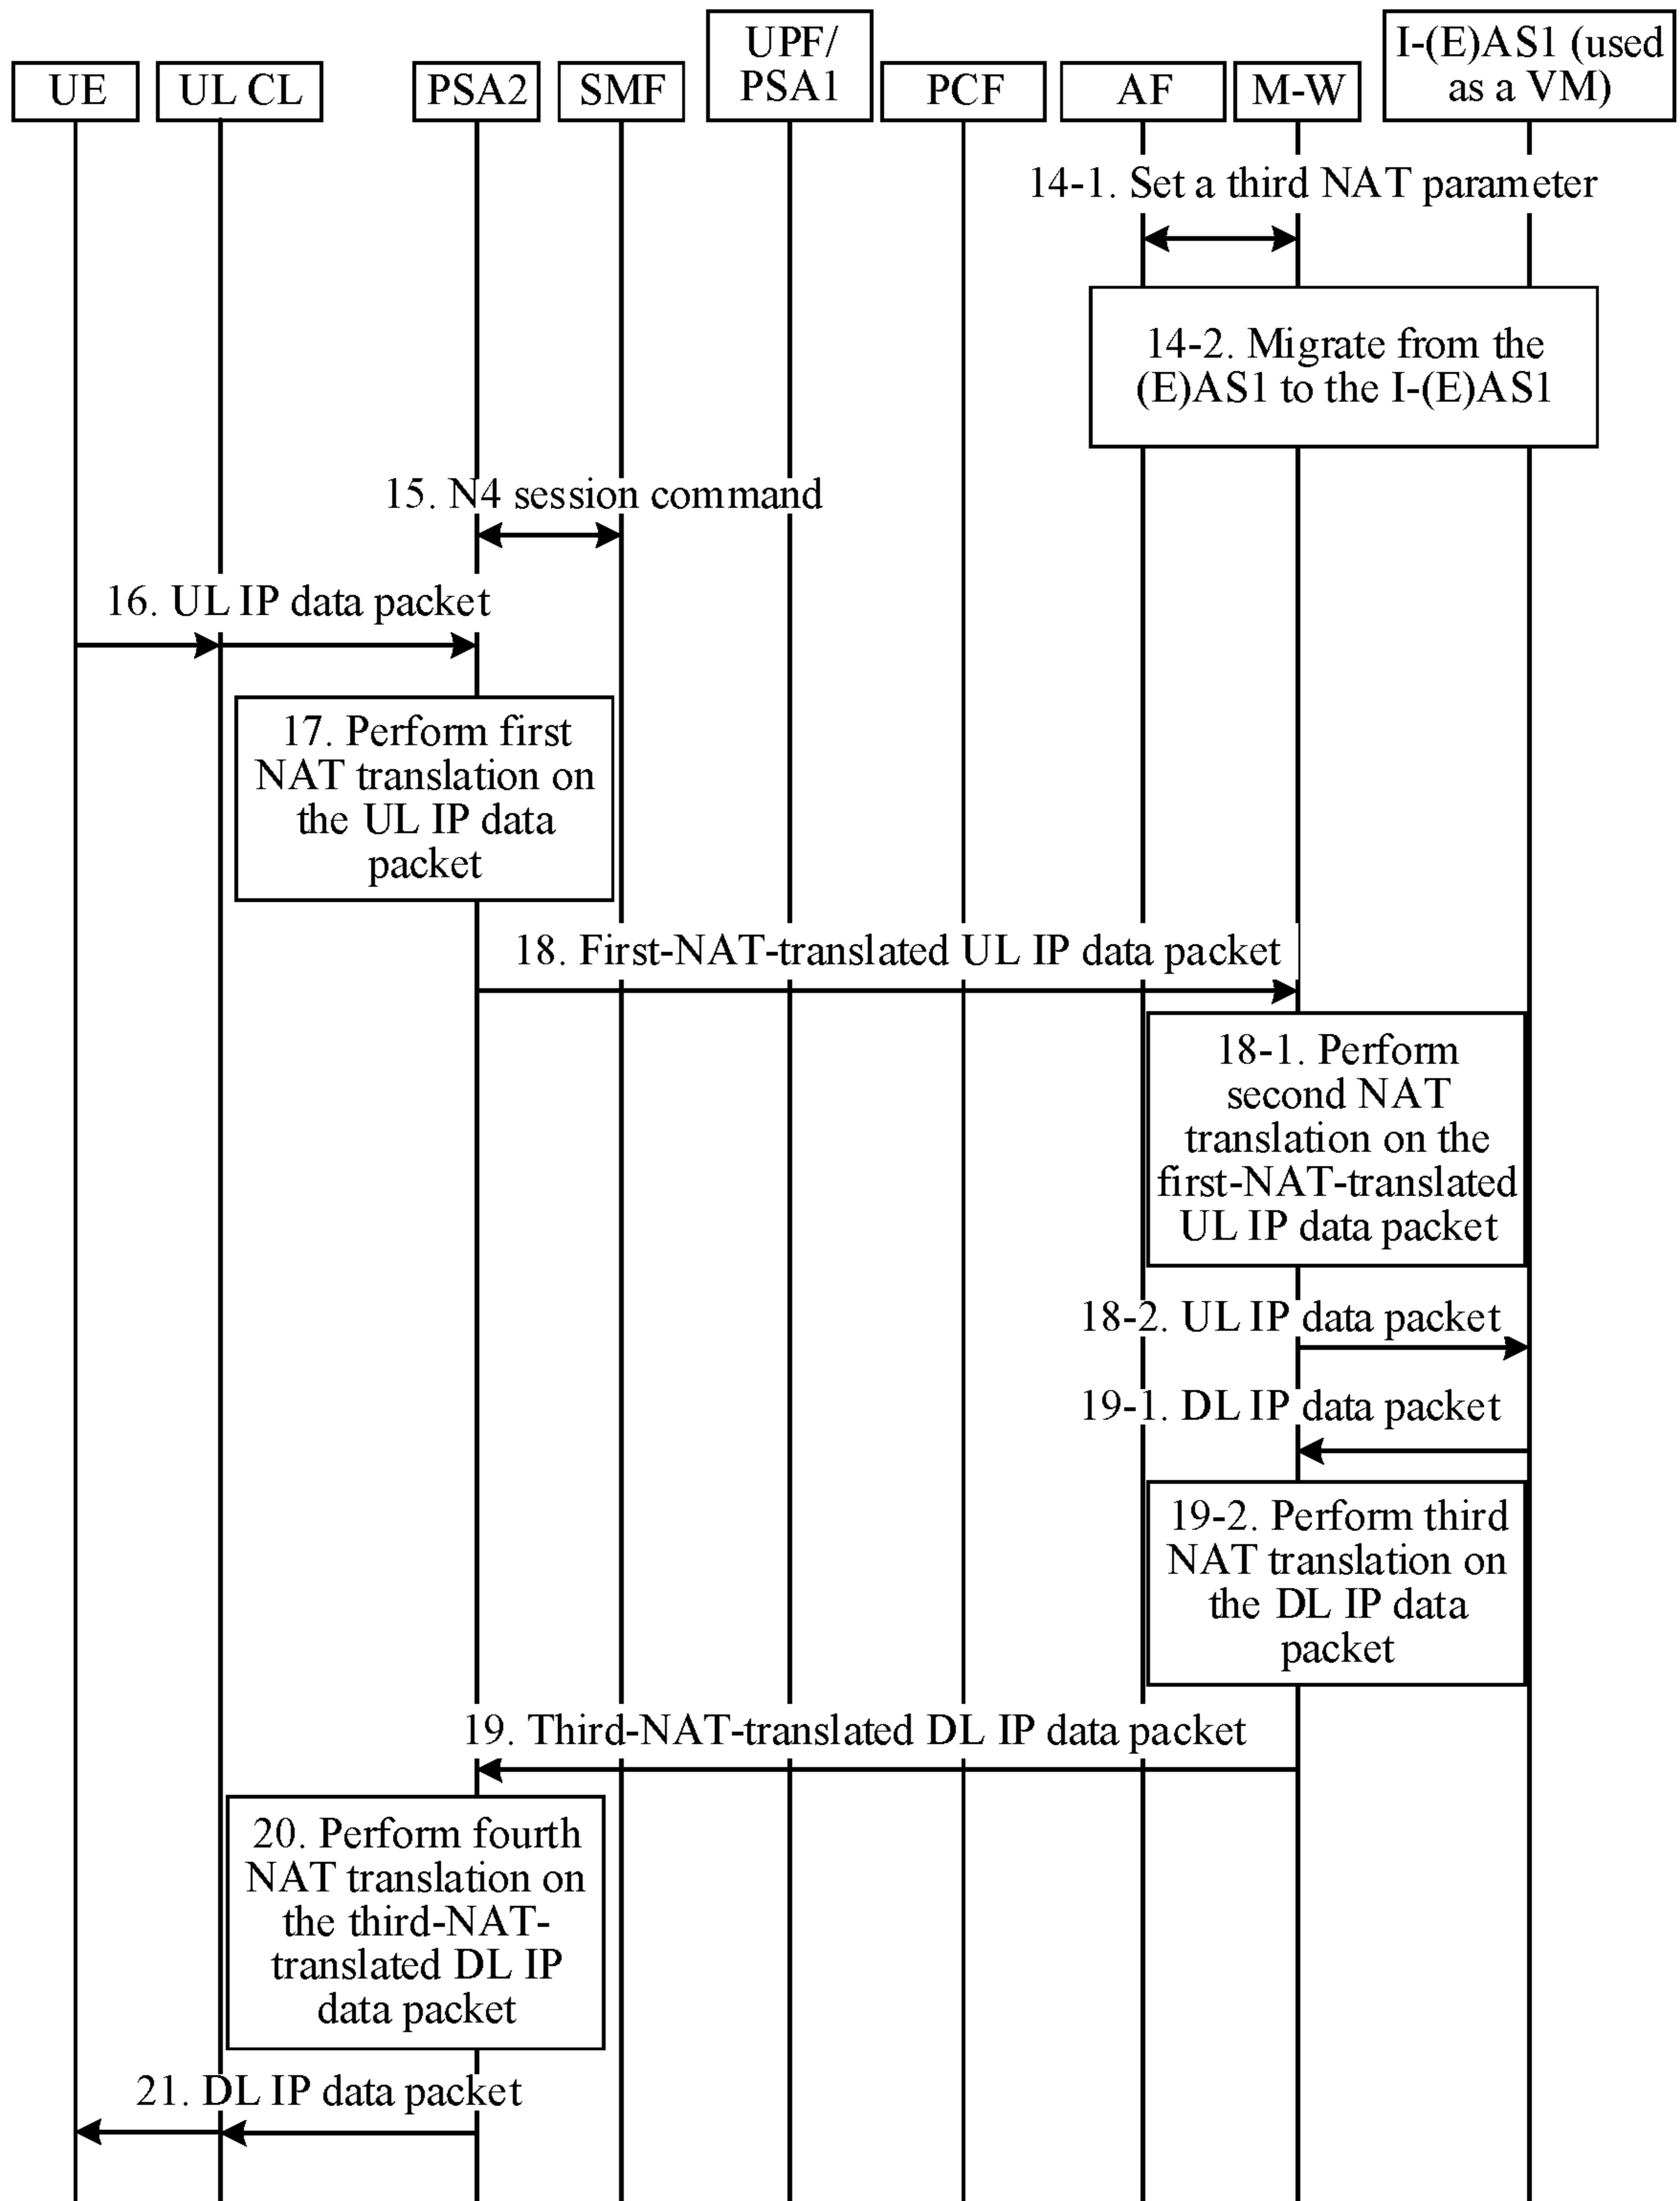 UE
UL CL
PSA2
SMF
UPF/
PSA1
PCF
AF
M-W
I-(E)AS1 (used
as a VM)
14-1. Set a third NAT parameter
14-2. Migrate from the
(E)AS1 to the I-(E)AS1
15. N4 session command
16. UL IP data packet
17. Perform first
NAT translation on
the UL IP data
packet
18. First-NAT-translated UL IP data packet
18-1. Perform
second NAT
translation on the
first-NAT-translated
UL IP data packet
18-2. UL IP data packet
19-1. DL IP data packet
19-2. Perform third
NAT translation on
the DL IP data
packet
19. Third-NAT-translated DL IP data packet
20. Perform fourth
NAT translation on
the third-NAT-
translated DL IP
data packet
21. DL IP data packet